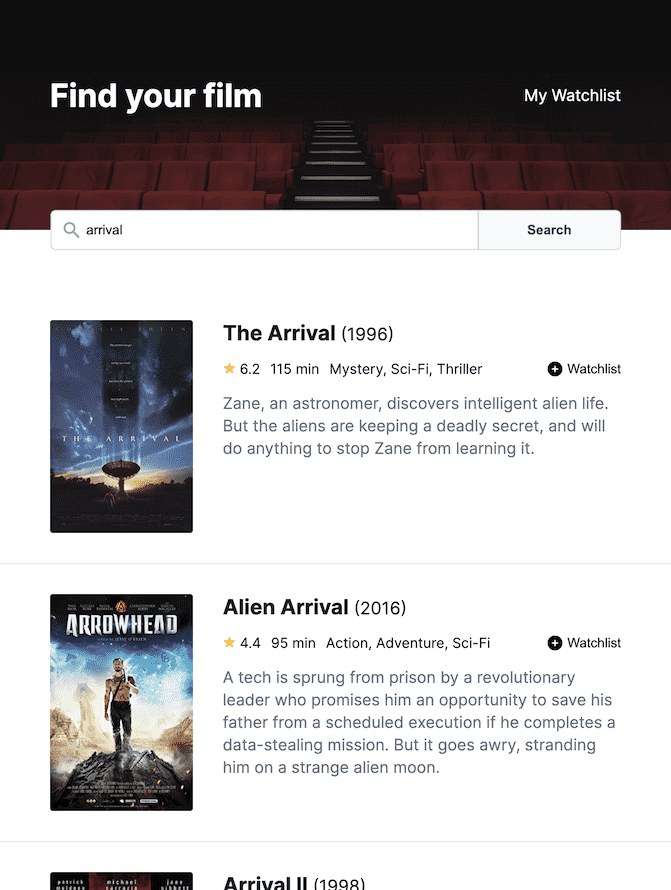 Find your film
My Watchlist
arrival
Search
The Arrival (1996)
6.2 115 min Mystery, Sci-Fi, Thriller
Watchlist
Zane, an astronomer, discovers intelligent alien life.
But the aliens are keeping a deadly secret, and will
do anything to stop Zane from learning it.
CHARLIE SHEEN
THE ARRIVAL
Alien Arrival (2016)
4.4 95 min Action, Adventure, Sci-Fi
Watchlist
A tech is sprung from prison by a revolutionary
leader who promises him an opportunity to save his
father from a scheduled execution if he completes a
data-stealing mission. But it goes awry, stranding
him on a strange alien moon.
ARROWHEAD
Arrival II (1998)
patrick michael jane